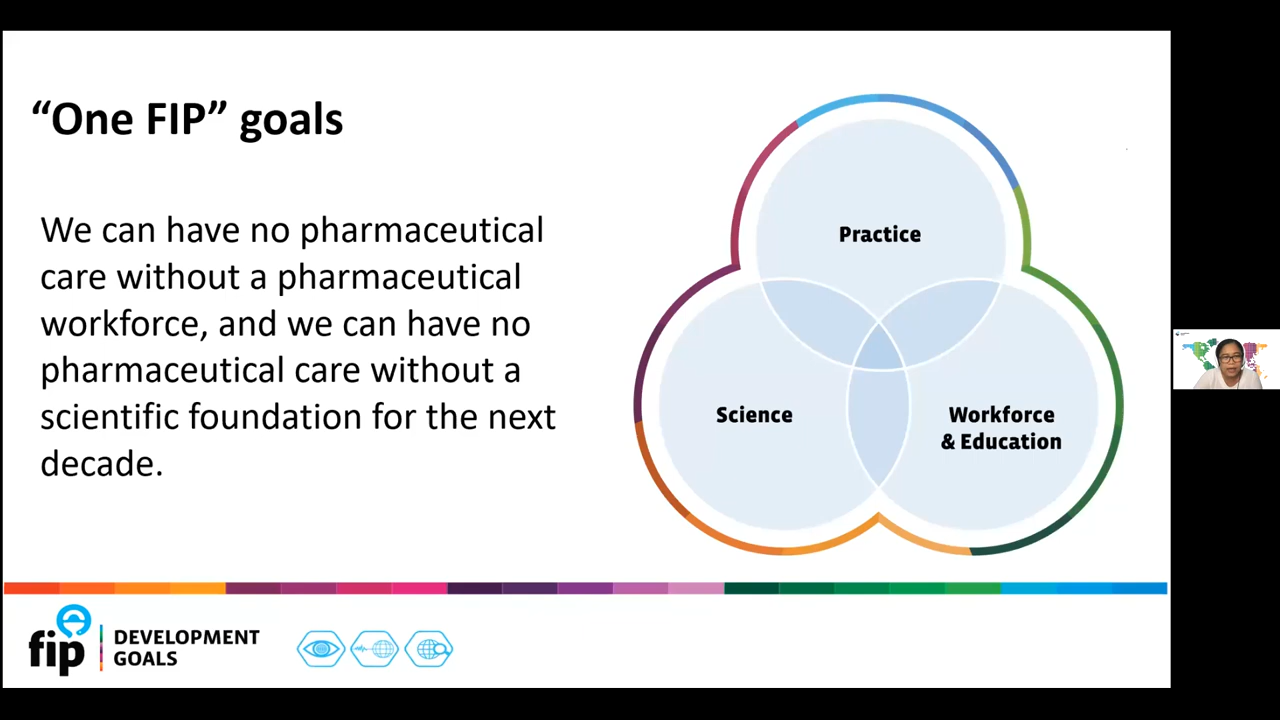 “One FIP” goals
We can have no pharmaceutical
care without a pharmaceutical
workforce, and we can have no
pharmaceutical care without a
scientific foundation for the next
decade.
Practice
Science
Workforce
& Education
fip
DEVELOPMENT
GOALS